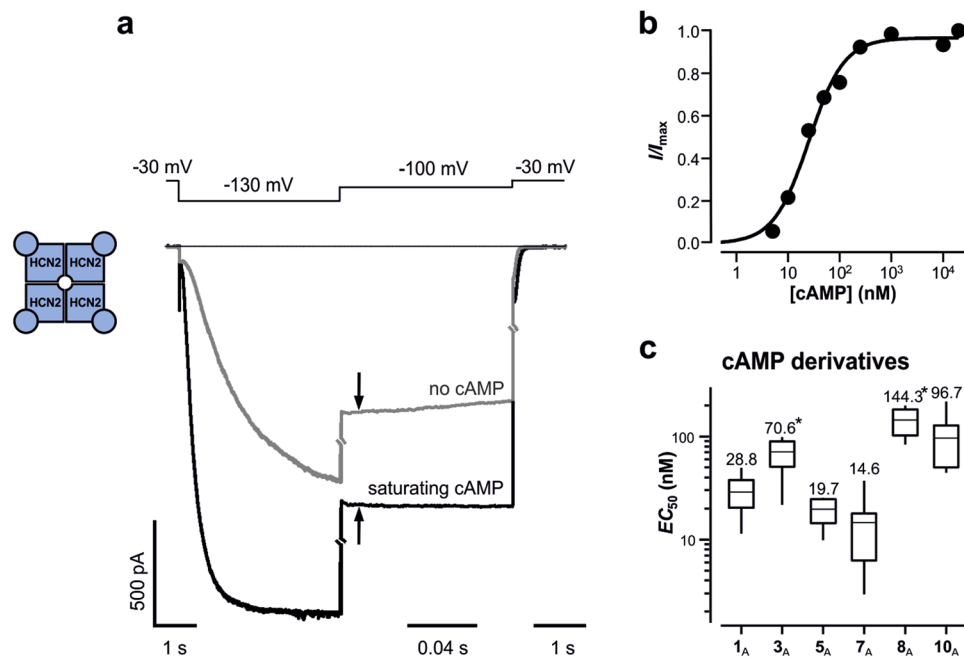 a
-30 mV
-130 mV
-100 mV
-30 mV
HCN2 HCN2
HCN2 HCN2
no cAMP
saturating cAMP
500 pA
1 s
0.04 s
1 s
b
I/Imax
1.0
0.8
0.6
0.4
0.2
0.0
1 10 10² 10³ 10⁴
[cAMP] (nM)
c cAMP derivatives
EC50 (nM)
100
10
28.8
70.6*
19.7
14.6
144.3*
96.7
1A 3A 5A 7A 8A 10A